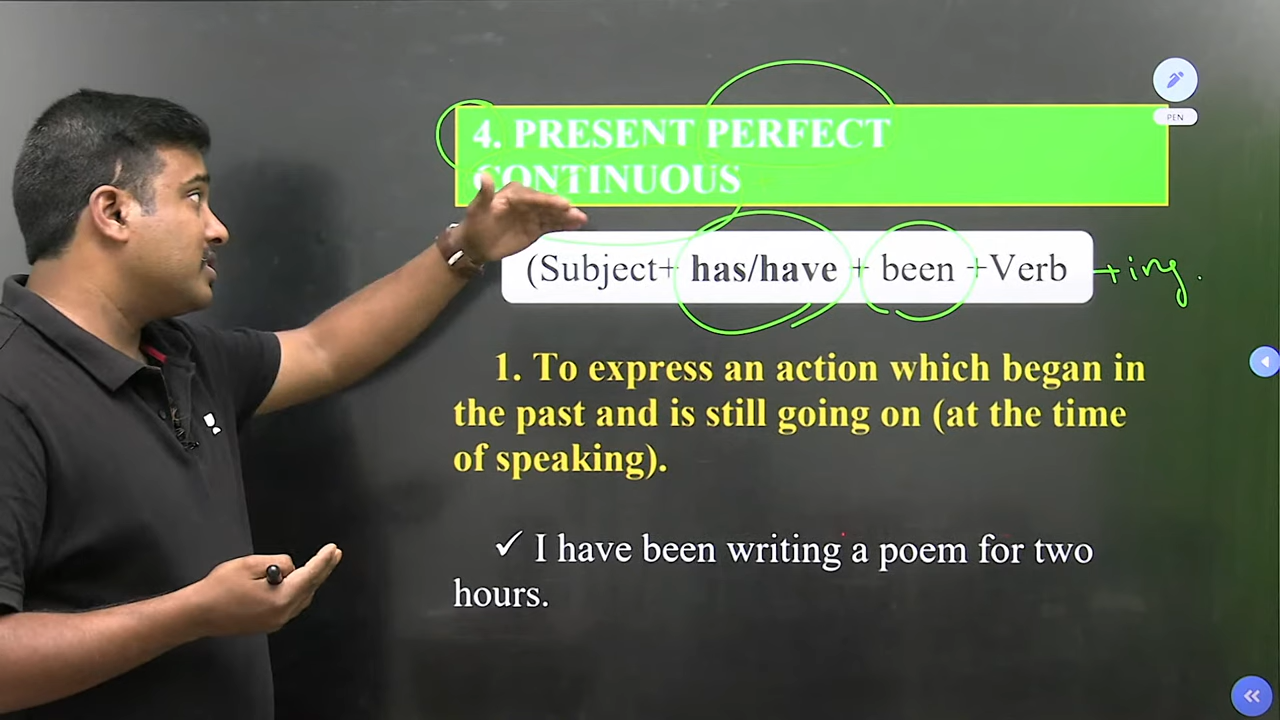 4. PRESENT PERFECT
CONTINUOUS
PEN
(Subject+ has/have + been +Verb +ing.
1. To express an action which began in
the past and is still going on (at the time
of speaking).
✓ I have been writing a poem for two
hours.